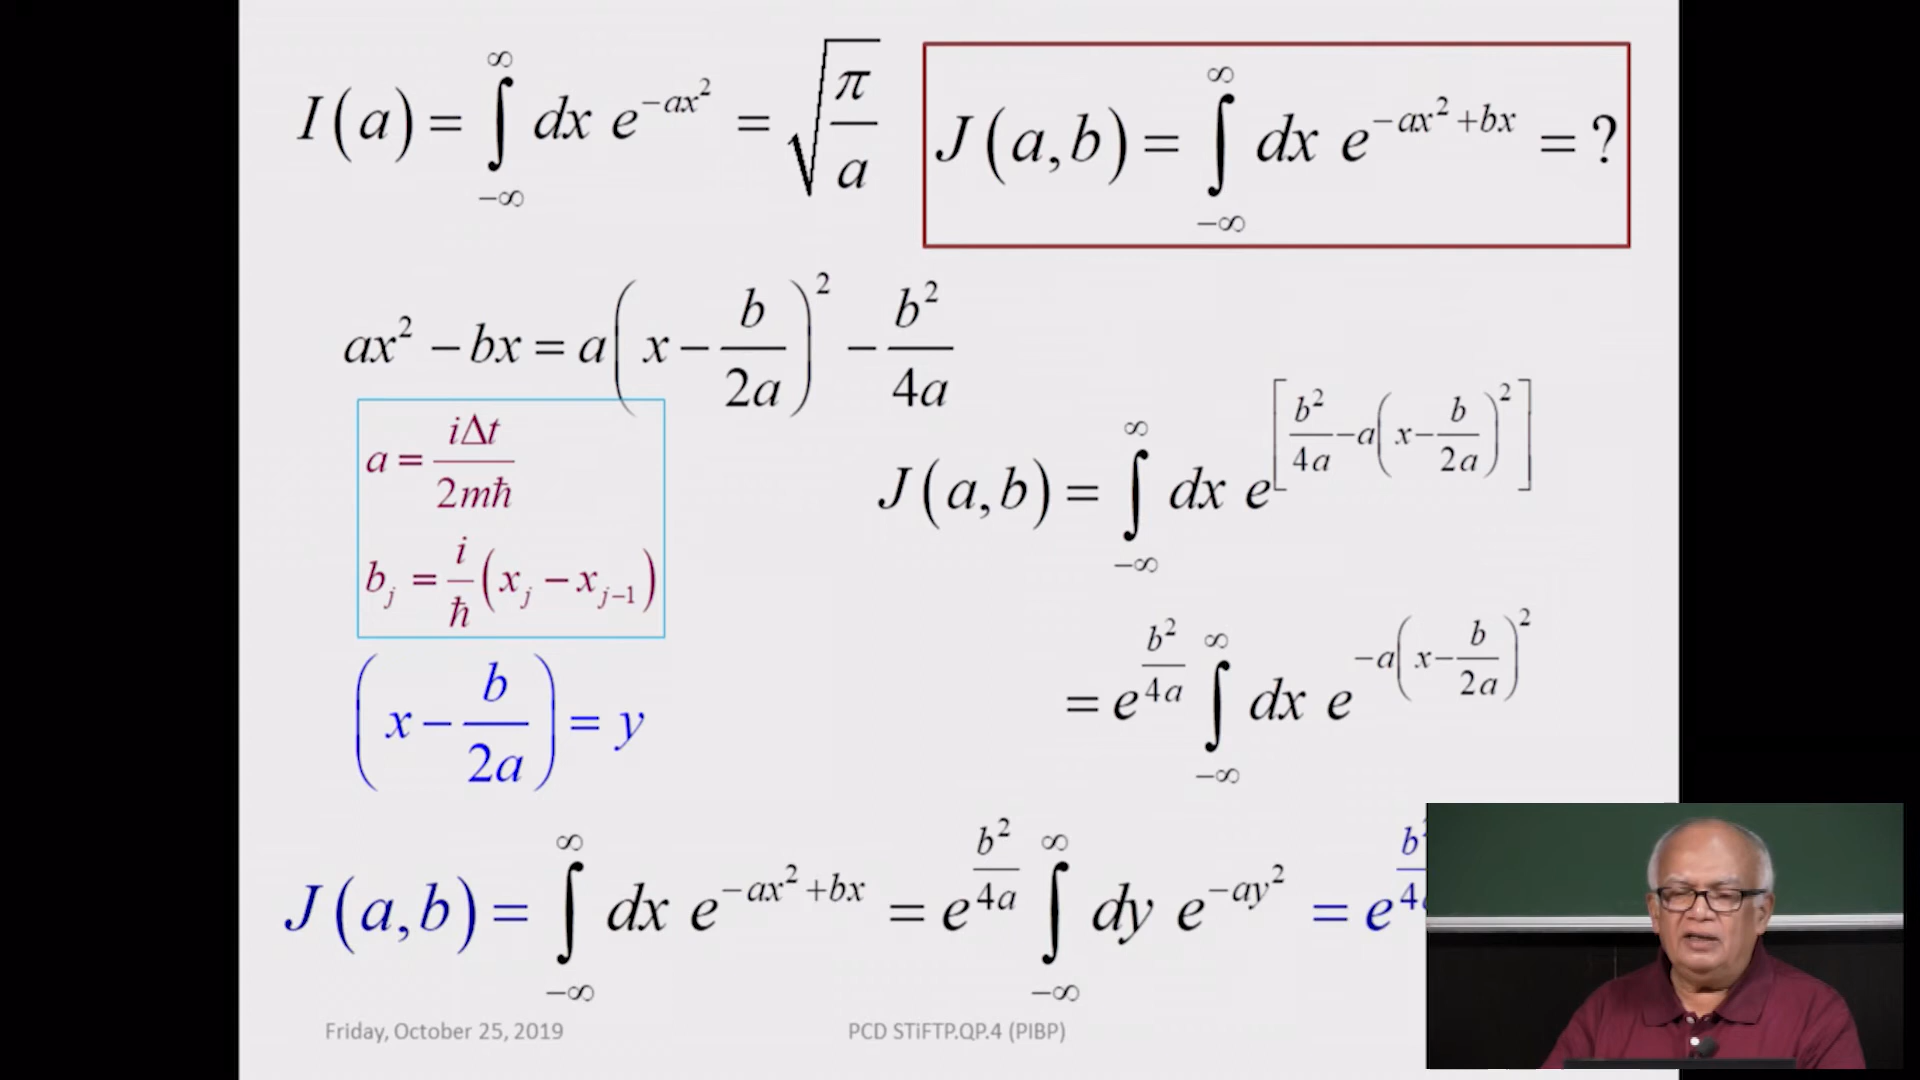 I(a) = ∫_{-∞}^{∞} dx e^{-ax²} = √(π/a)
J(a,b) = ∫_{-∞}^{∞} dx e^{-ax²+bx} = ?
ax² − bx = a(x − b/2a)² − b²/4a
a = iΔt/2mħ
b_j = i/ħ (x_j − x_{j−1})
J(a,b) = ∫_{-∞}^{∞} dx e^{[b²/4a − a(x − b/2a)²]}
= e^{b²/4a} ∫_{-∞}^{∞} dx e^{−a(x − b/2a)²}
(x − b/2a) = y
J(a,b) = ∫_{-∞}^{∞} dx e^{-ax²+bx} = e^{b²/4a} ∫_{-∞}^{∞} dy e^{-ay²} = e
Friday, October 25, 2019
PCD STiFTP.QP.4 (PIBP)